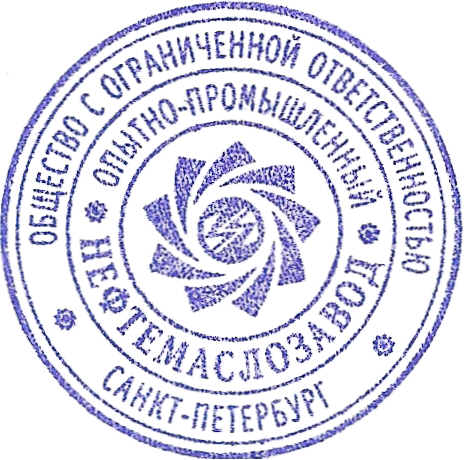 ОБЩЕСТВО С ОГРАНИЧЕННОЙ ОТВЕТСТВЕННОСТЬЮ
САНКТ-ПЕТЕРБУРГ
ОПЫТНО-ПРОМЫШЛЕННЫЙ
НЕФТЕМАСЛОЗАВОД